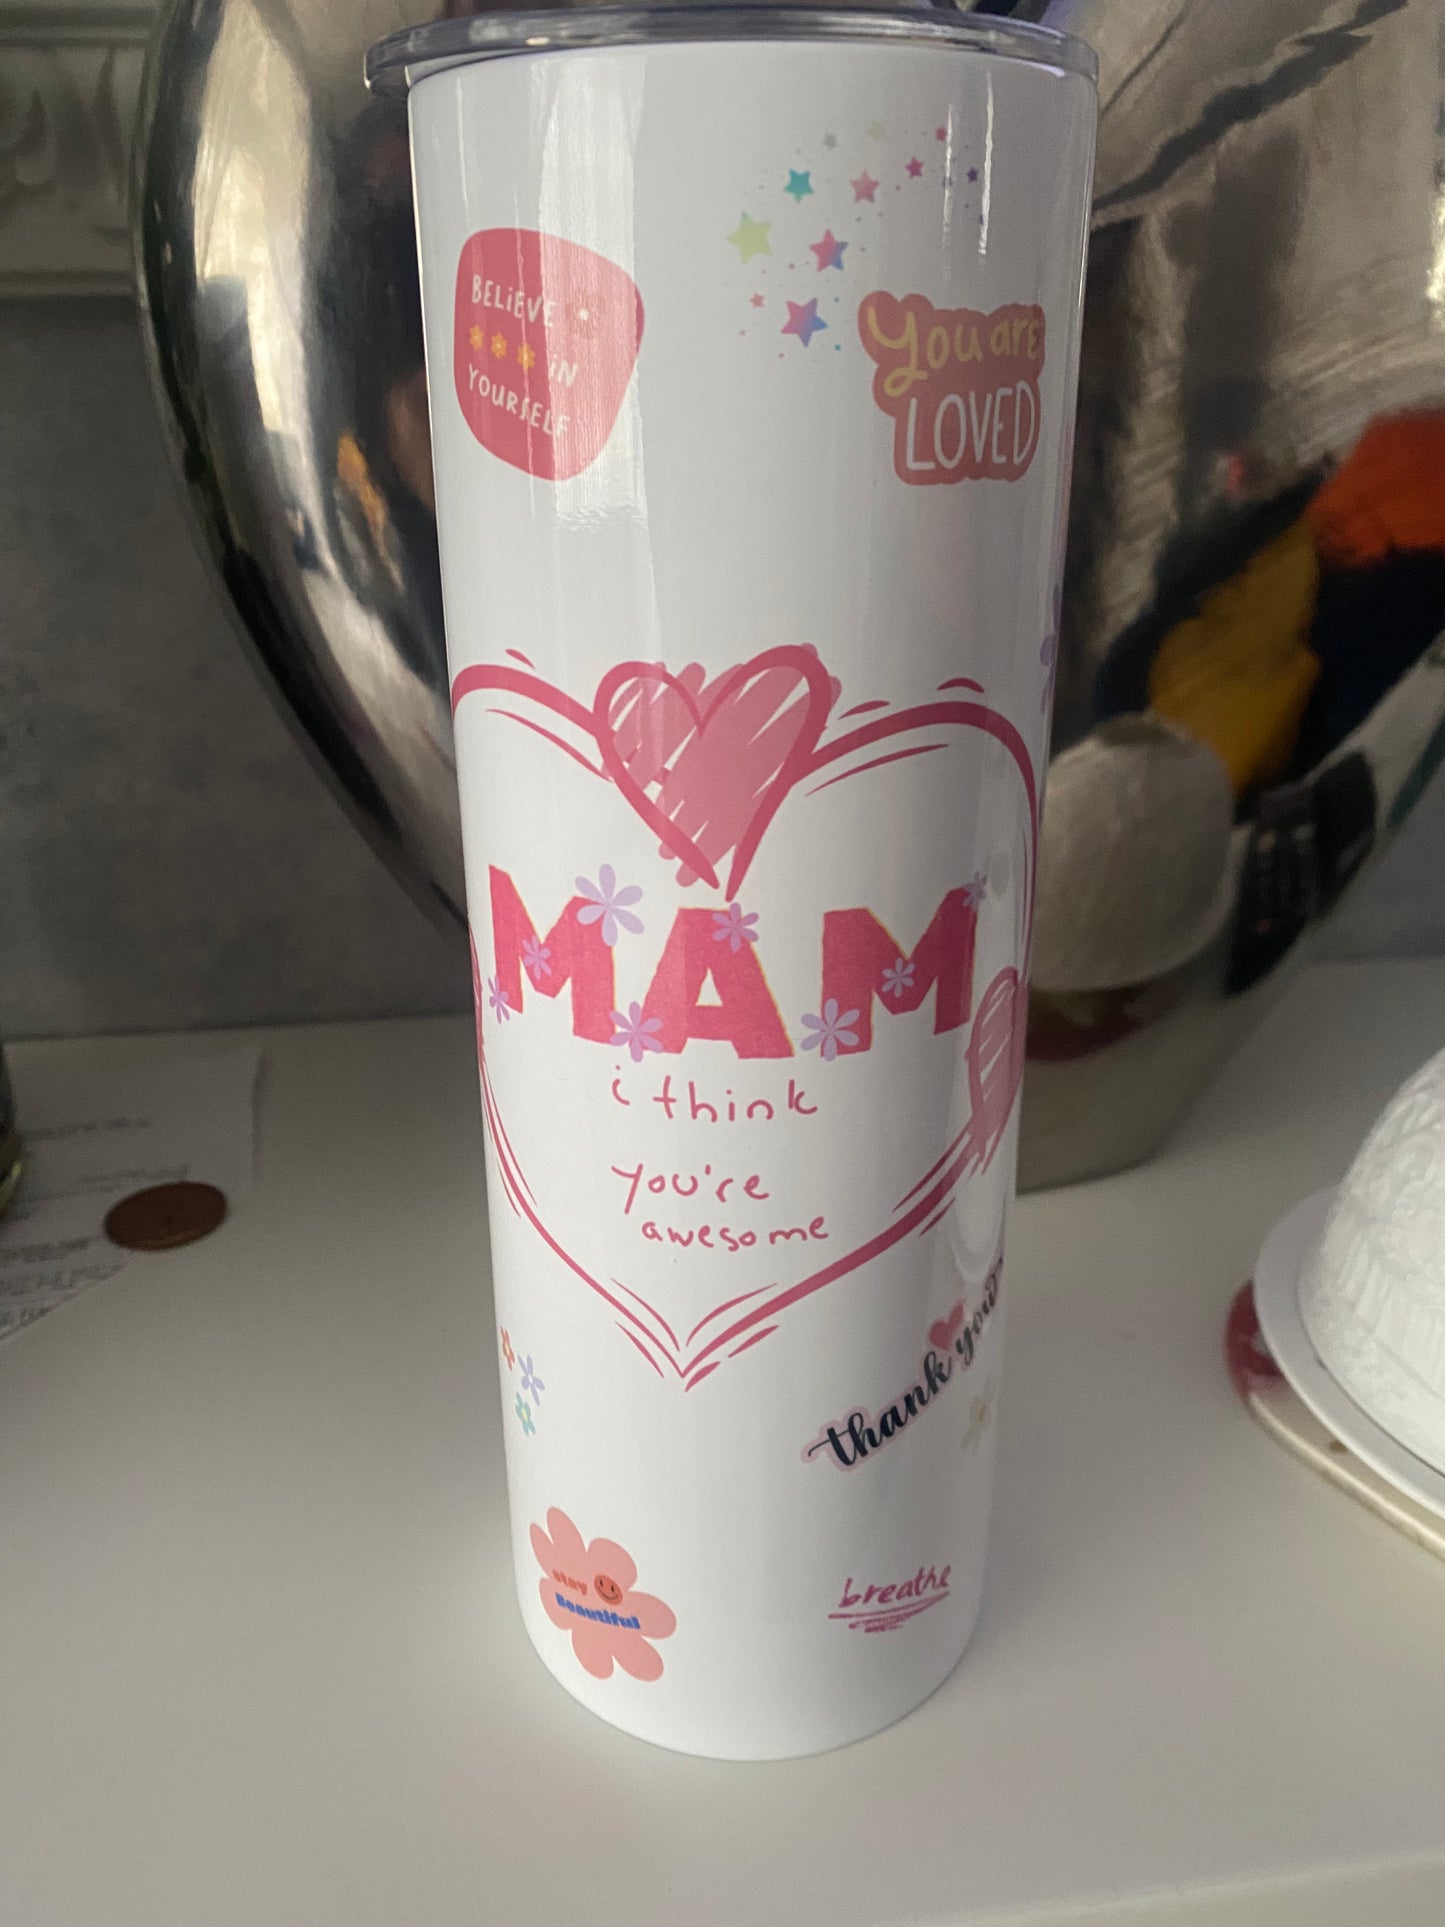 BELiEVE
iN
YOURSELF
You are
LOVED
MAM
i think
you're
awesome
thank you
stay
Beautiful
breathe